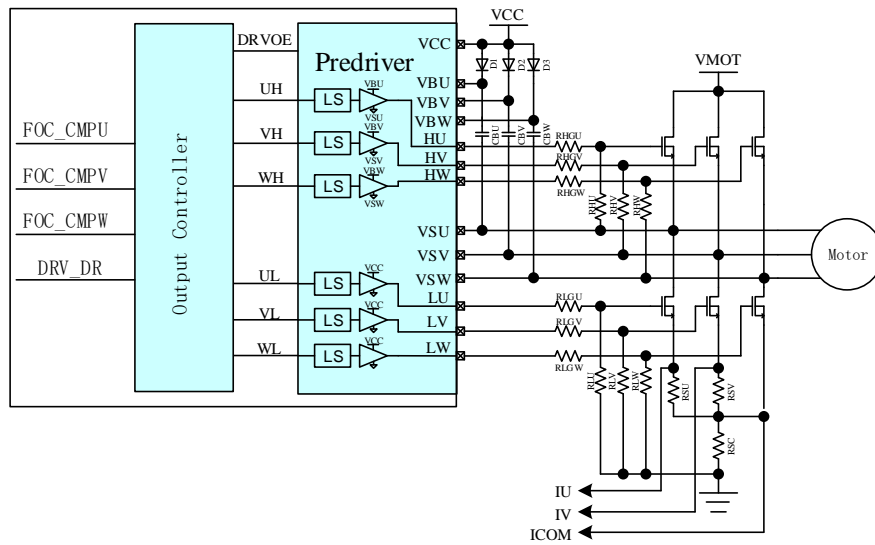 VCC
DRVOE
VCC
VMOT
Predriver
D1
D2
D3
UH
LS
VBU
VSU
VBU
VBV
VBW
CBU
CBV
CBW
FOC_CMPU
VH
LS
VBV
VSV
HU
RHGU
HV
RHGV
FOC_CMPV
WH
LS
VBW
VSW
HW
RHGW
RHU
RHV
RHW
FOC_CMPW
VSU
VSV
Motor
DRV_DR
VSW
Output Controller
UL
LS
VCC
LU
RLGU
VL
LS
VCC
LV
RLGV
WL
LS
VCC
LW
RLGW
RLU
RLV
RLW
RSU
RSV
RSC
IU
IV
ICOM